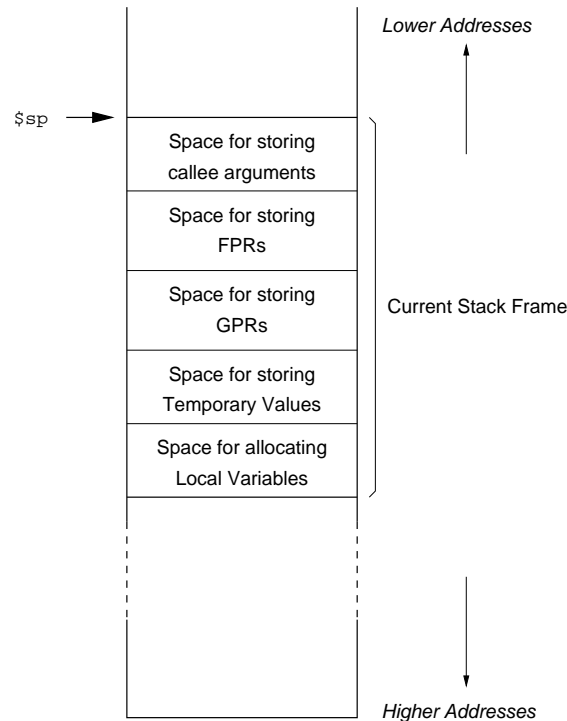 Lower Addresses
$sp
Space for storing
callee arguments
Space for storing
FPRs
Space for storing
GPRs
Current Stack Frame
Space for storing
Temporary Values
Space for allocating
Local Variables
Higher Addresses